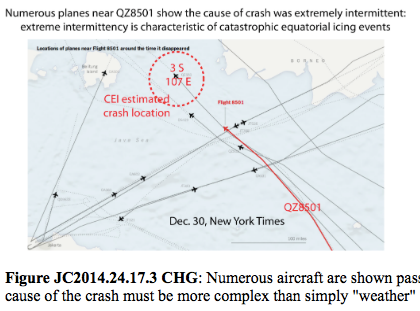 Numerous planes near QZ8501 show the cause of crash was extremely intermittent:
extreme intermittency is characteristic of catastrophic equatorial icing events
Locations of planes near Flight 8501 around the time it disappeared
3 S
107 E
CEI estimated
crash location
Flight 8501
QZ8501
Dec. 30, New York Times
Figure JC2014.24.17.3 CHG: Numerous aircraft are shown pass
cause of the crash must be more complex than simply "weather"